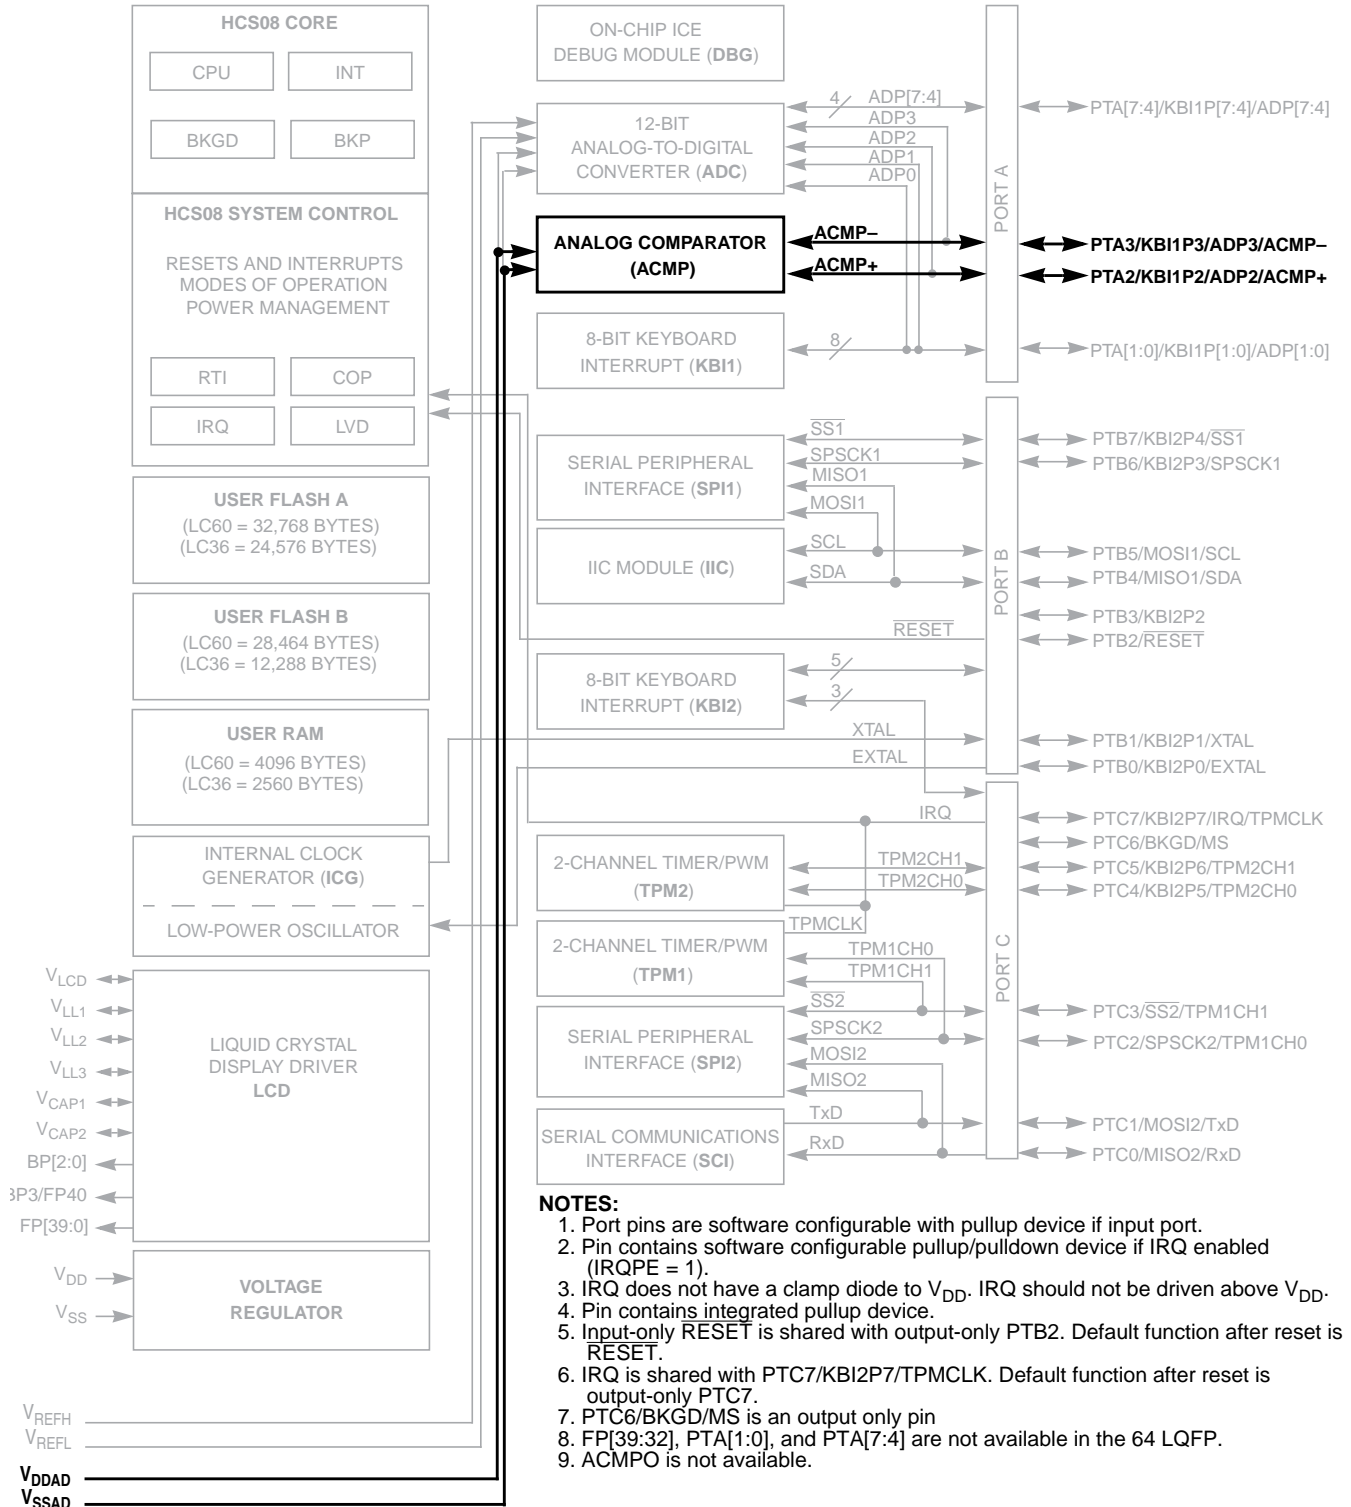 HCS08 CORE
CPU
INT
BKGD
BKP
HCS08 SYSTEM CONTROL
RESETS AND INTERRUPTS
MODES OF OPERATION
POWER MANAGEMENT
RTI
COP
IRQ
LVD
USER FLASH A
(LC60 = 32,768 BYTES)
(LC36 = 24,576 BYTES)
USER FLASH B
(LC60 = 28,464 BYTES)
(LC36 = 12,288 BYTES)
USER RAM
(LC60 = 4096 BYTES)
(LC36 = 2560 BYTES)
INTERNAL CLOCK
GENERATOR (ICG)
LOW-POWER OSCILLATOR
VLCD
VLL1
VLL2
VLL3
VCAP1
VCAP2
BP[2:0]
BP3/FP40
FP[39:0]
LIQUID CRYSTAL
DISPLAY DRIVER
LCD
VDD
VSS
VOLTAGE
REGULATOR
VREFH
VREFL
VDDAD
VSSAD
ON-CHIP ICE
DEBUG MODULE (DBG)
12-BIT
ANALOG-TO-DIGITAL
CONVERTER (ADC)
4
ADP[7:4]
ADP3
ADP2
ADP1
ADP0
ANALOG COMPARATOR
(ACMP)
ACMP–
ACMP+
8-BIT KEYBOARD
INTERRUPT (KBI1)
8
PORT A
PTA[7:4]/KBI1P[7:4]/ADP[7:4]
PTA3/KBI1P3/ADP3/ACMP–
PTA2/KBI1P2/ADP2/ACMP+
PTA[1:0]/KBI1P[1:0]/ADP[1:0]
SERIAL PERIPHERAL
INTERFACE (SPI1)
SS1
SPSCK1
MISO1
MOSI1
IIC MODULE (IIC)
SCL
SDA
RESET
8-BIT KEYBOARD
INTERRUPT (KBI2)
5
3
XTAL
EXTAL
PORT B
PTB7/KBI2P4/SS1
PTB6/KBI2P3/SPSCK1
PTB5/MOSI1/SCL
PTB4/MISO1/SDA
PTB3/KBI2P2
PTB2/RESET
PTB1/KBI2P1/XTAL
PTB0/KBI2P0/EXTAL
IRQ
2-CHANNEL TIMER/PWM
(TPM2)
TPM2CH1
TPM2CH0
TPMCLK
2-CHANNEL TIMER/PWM
(TPM1)
TPM1CH0
TPM1CH1
SERIAL PERIPHERAL
INTERFACE (SPI2)
SS2
SPSCK2
MOSI2
MISO2
SERIAL COMMUNICATIONS
INTERFACE (SCI)
TxD
RxD
PORT C
PTC7/KBI2P7/IRQ/TPMCLK
PTC6/BKGD/MS
PTC5/KBI2P6/TPM2CH1
PTC4/KBI2P5/TPM2CH0
PTC3/SS2/TPM1CH1
PTC2/SPSCK2/TPM1CH0
PTC1/MOSI2/TxD
PTC0/MISO2/RxD
NOTES:
1. Port pins are software configurable with pullup device if input port.
2. Pin contains software configurable pullup/pulldown device if IRQ enabled
(IRQPE = 1).
3. IRQ does not have a clamp diode to VDD. IRQ should not be driven above VDD.
4. Pin contains integrated pullup device.
5. Input-only RESET is shared with output-only PTB2. Default function after reset is
RESET.
6. IRQ is shared with PTC7/KBI2P7/TPMCLK. Default function after reset is
output-only PTC7.
7. PTC6/BKGD/MS is an output only pin
8. FP[39:32], PTA[1:0], and PTA[7:4] are not available in the 64 LQFP.
9. ACMPO is not available.